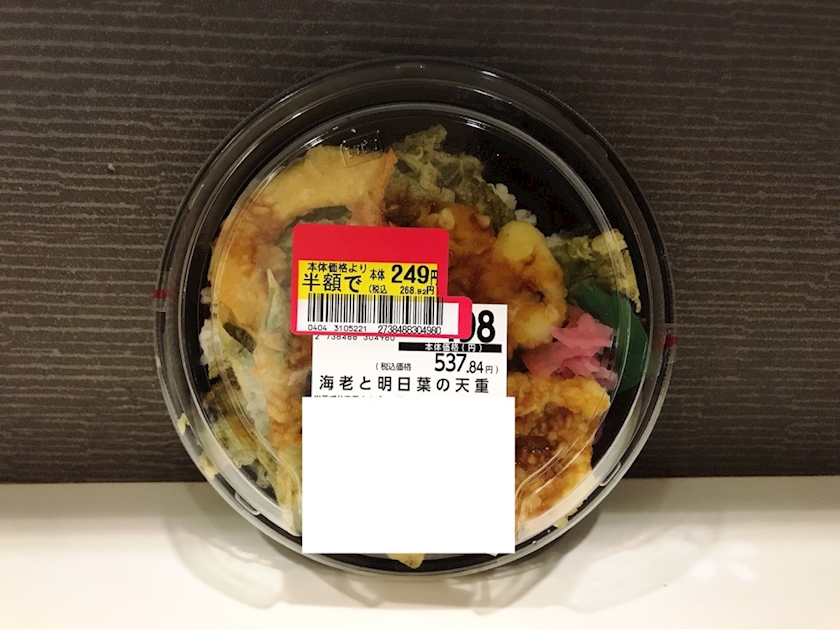 本体価格より
半額で
本体 249円
(税込 268.92円)
0404 3105221 2738488304980
2 738488 304980
498
本体価格(円)
(税込価格 537.84円)
海老と明日葉の天重